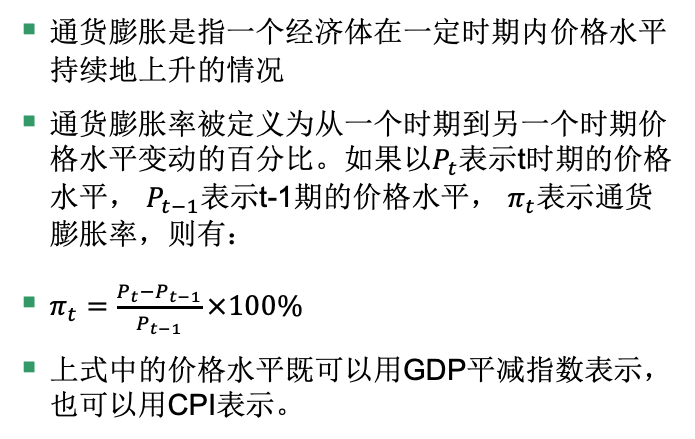 ▪ 通货膨胀是指一个经济体在一定时期内价格水平
持续地上升的情况
▪ 通货膨胀率被定义为从一个时期到另一个时期价
格水平变动的百分比。如果以𝑃ₜ表示t时期的价格
水平， 𝑃ₜ₋₁表示t-1期的价格水平， 𝜋ₜ表示通货
膨胀率，则有：
▪ 𝜋ₜ = (𝑃ₜ−𝑃ₜ₋₁)/𝑃ₜ₋₁ ×100%
▪ 上式中的价格水平既可以用GDP平减指数表示，
也可以用CPI表示。